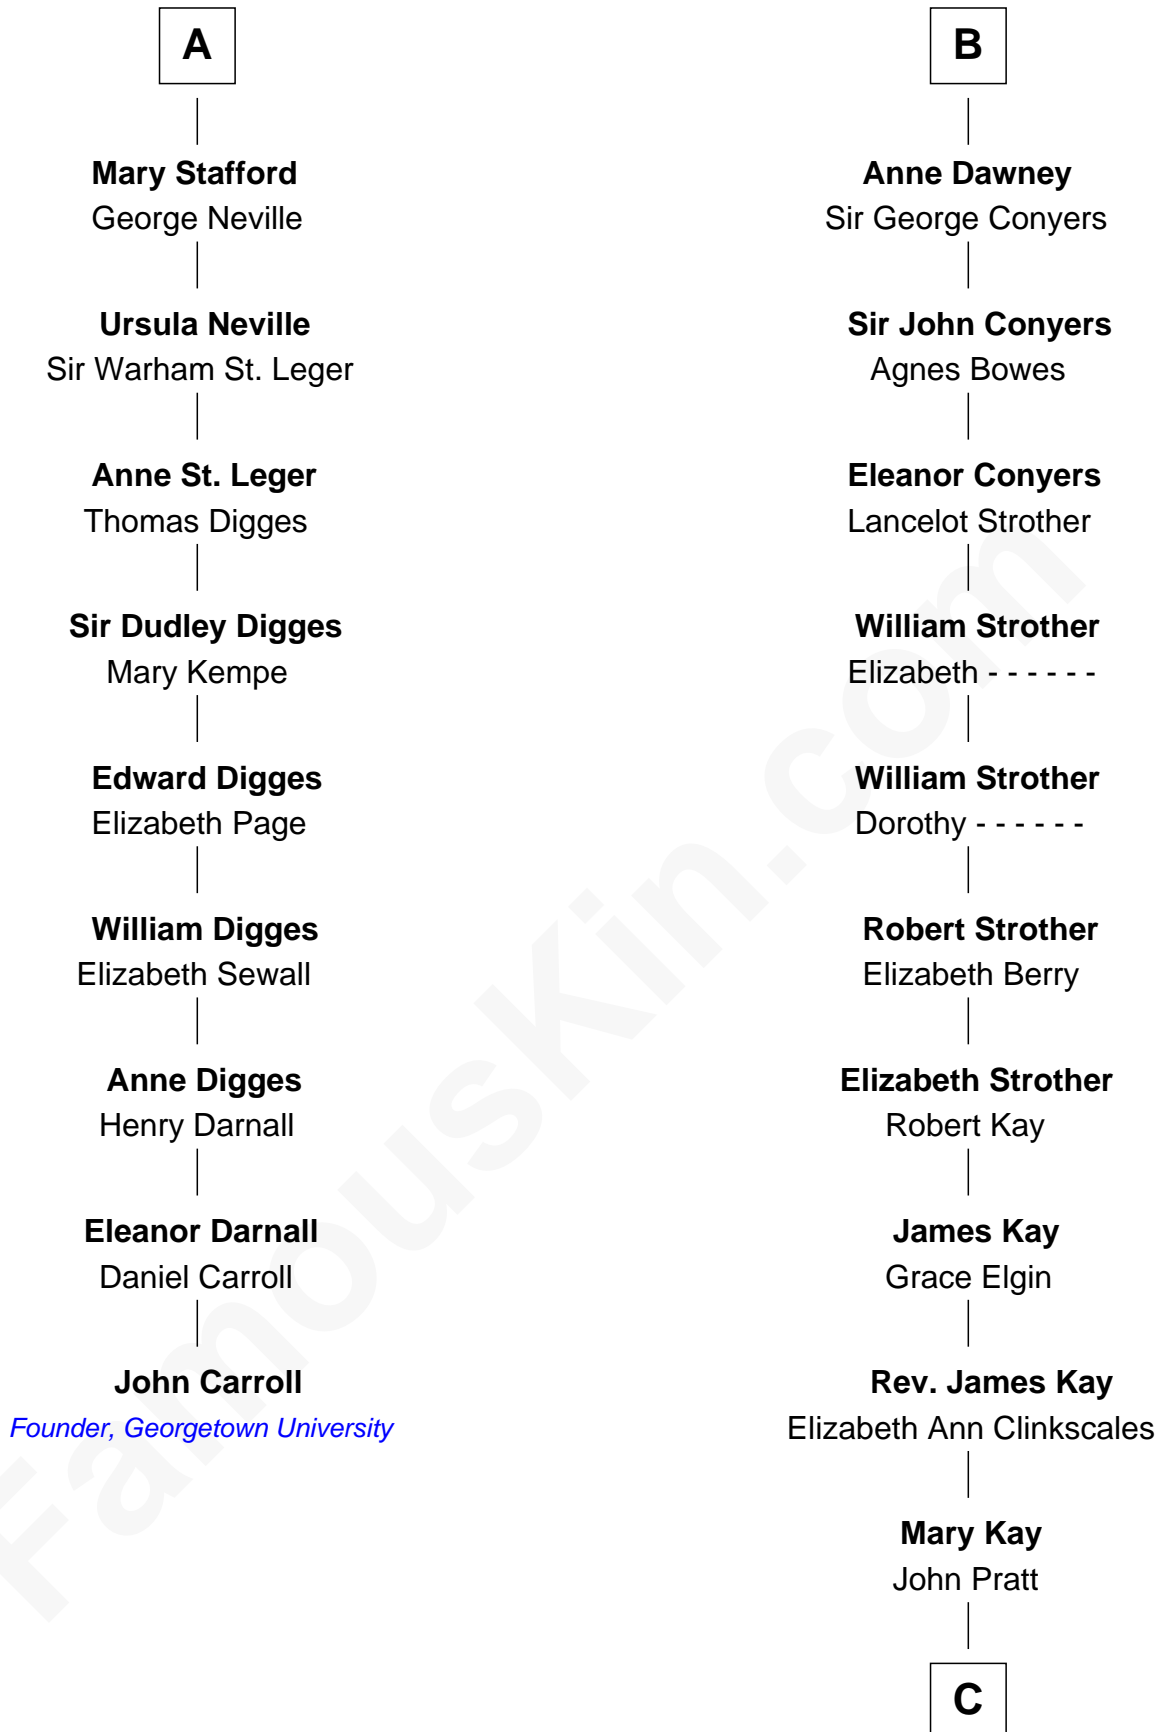 A
Mary Stafford
George Neville
Ursula Neville
Sir Warham St. Leger
Anne St. Leger
Thomas Digges
Sir Dudley Digges
Mary Kempe
Edward Digges
Elizabeth Page
William Digges
Elizabeth Sewall
Anne Digges
Henry Darnall
Eleanor Darnall
Daniel Carroll
John Carroll
Founder, Georgetown University
B
Anne Dawney
Sir George Conyers
Sir John Conyers
Agnes Bowes
Eleanor Conyers
Lancelot Strother
William Strother
Elizabeth - - - - - -
William Strother
Dorothy - - - - - -
Robert Strother
Elizabeth Berry
Elizabeth Strother
Robert Kay
James Kay
Grace Elgin
Rev. James Kay
Elizabeth Ann Clinkscales
Mary Kay
John Pratt
C
FamousKin.com